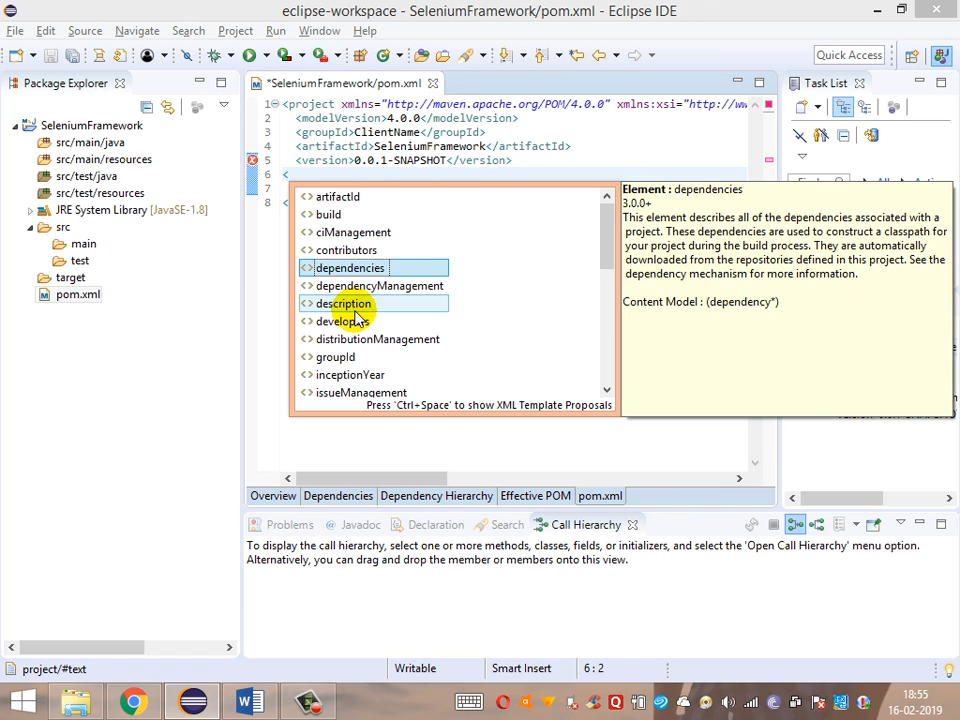 eclipse-workspace - SeleniumFramework/pom.xml - Eclipse IDE
File Edit Source Navigate Search Project Run Window Help
Quick Access
Package Explorer
*SeleniumFramework/pom.xml
Task List
SeleniumFramework
src/main/java
src/main/resources
src/test/java
src/test/resources
JRE System Library [JavaSE-1.8]
src
main
test
target
pom.xml
1 <project xmlns="http://maven.apache.org/POM/4.0.0" xmlns:xsi="http://ww
2 <modelVersion>4.0.0</modelVersion>
3 <groupId>ClientName</groupId>
4 <artifactId>SeleniumFramework</artifactId>
5 <version>0.0.1-SNAPSHOT</version>
6 <
7
8 <
artifactId
build
ciManagement
contributors
dependencies
dependencyManagement
description
developers
distributionManagement
groupId
inceptionYear
issueManagement
Press 'Ctrl+Space' to show XML Template Proposals
Element : dependencies
3.0.0+
This element describes all of the dependencies associated with a
project. These dependencies are used to construct a classpath for
your project during the build process. They are automatically
downloaded from the repositories defined in this project. See the
dependency mechanism for more information.
Content Model : (dependency*)
Overview Dependencies Dependency Hierarchy Effective POM pom.xml
Problems Javadoc Declaration Search Call Hierarchy
To display the call hierarchy, select one or more methods, classes, fields, or initializers, and select the 'Open Call Hierarchy' menu option.
Alternatively, you can drag and drop the member or members onto this view.
project/#text
Writable
Smart Insert
6 : 2
18:55
16-02-2019